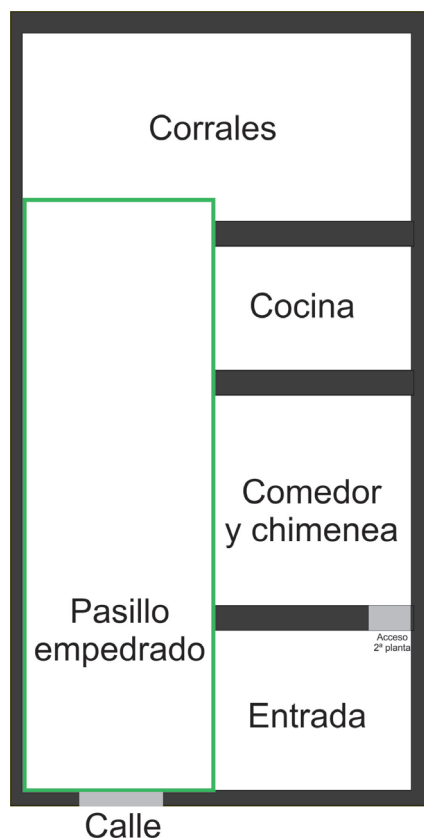 Corrales
Cocina
Comedor
y chimenea
Acceso
2ª planta
Pasillo
empedrado
Entrada
Calle